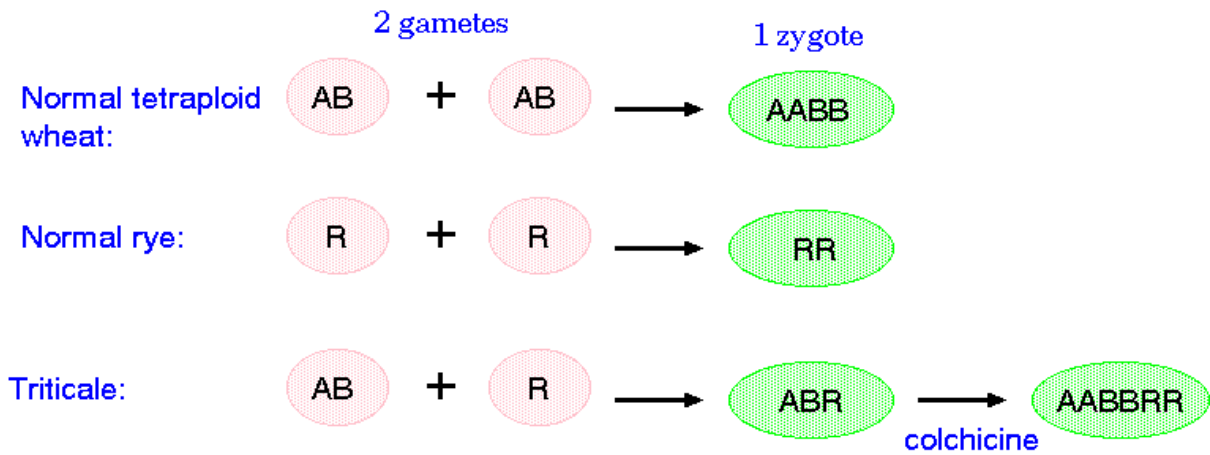 2 gametes 1 zygote
Normal tetraploid wheat: AB + AB AABB
Normal rye: R + R RR
Triticale: AB + R ABR AABBRR
colchicine